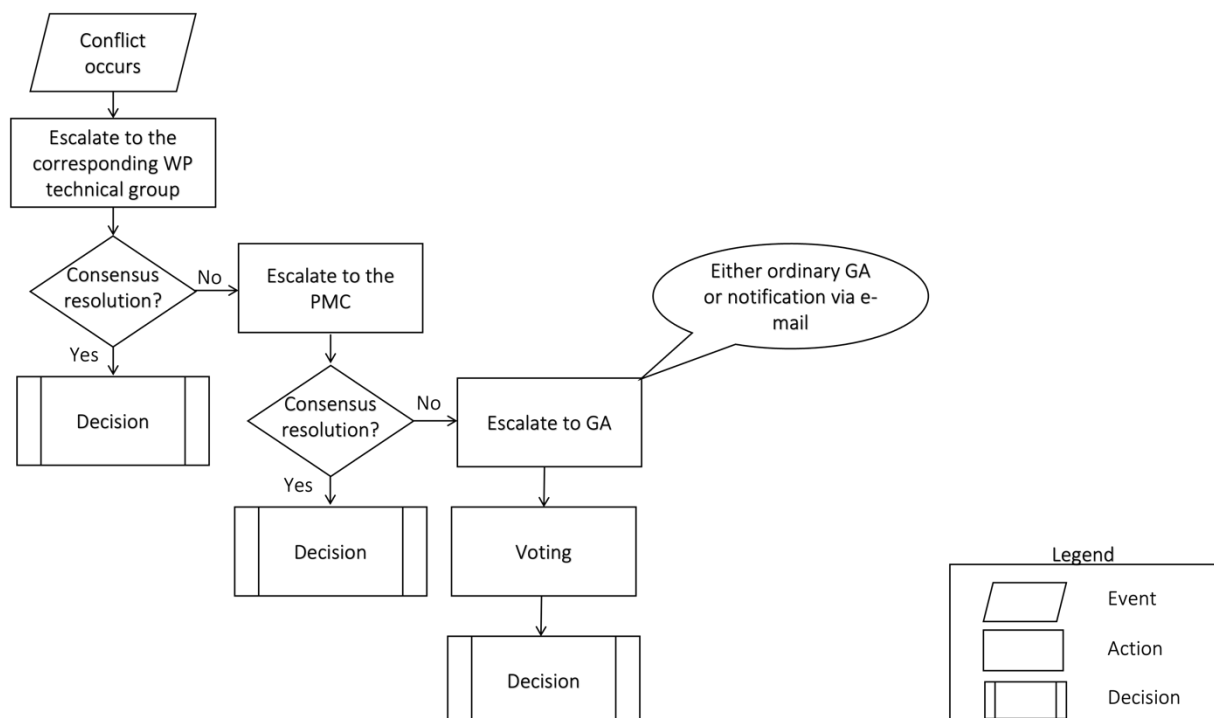 Conflict
occurs
Escalate to the
corresponding WP
technical group
Consensus
resolution?
No
Yes
Decision
Escalate to the
PMC
Consensus
resolution?
No
Yes
Decision
Either ordinary GA
or notification via e-
mail
Escalate to GA
Voting
Decision
Legend
Event
Action
Decision